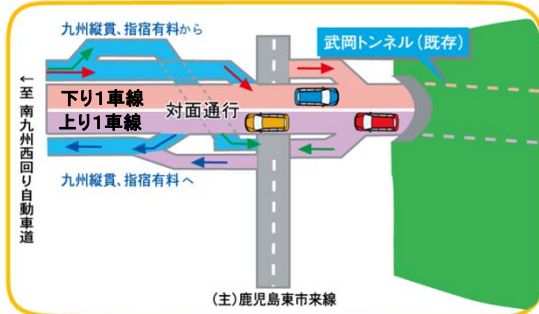 九州縦貫、指宿有料から
武岡トンネル(既存)
下り1車線
対面通行
上り1車線
←至 南九州西回り自動車道
九州縦貫、指宿有料へ
(主)鹿児島東市来線